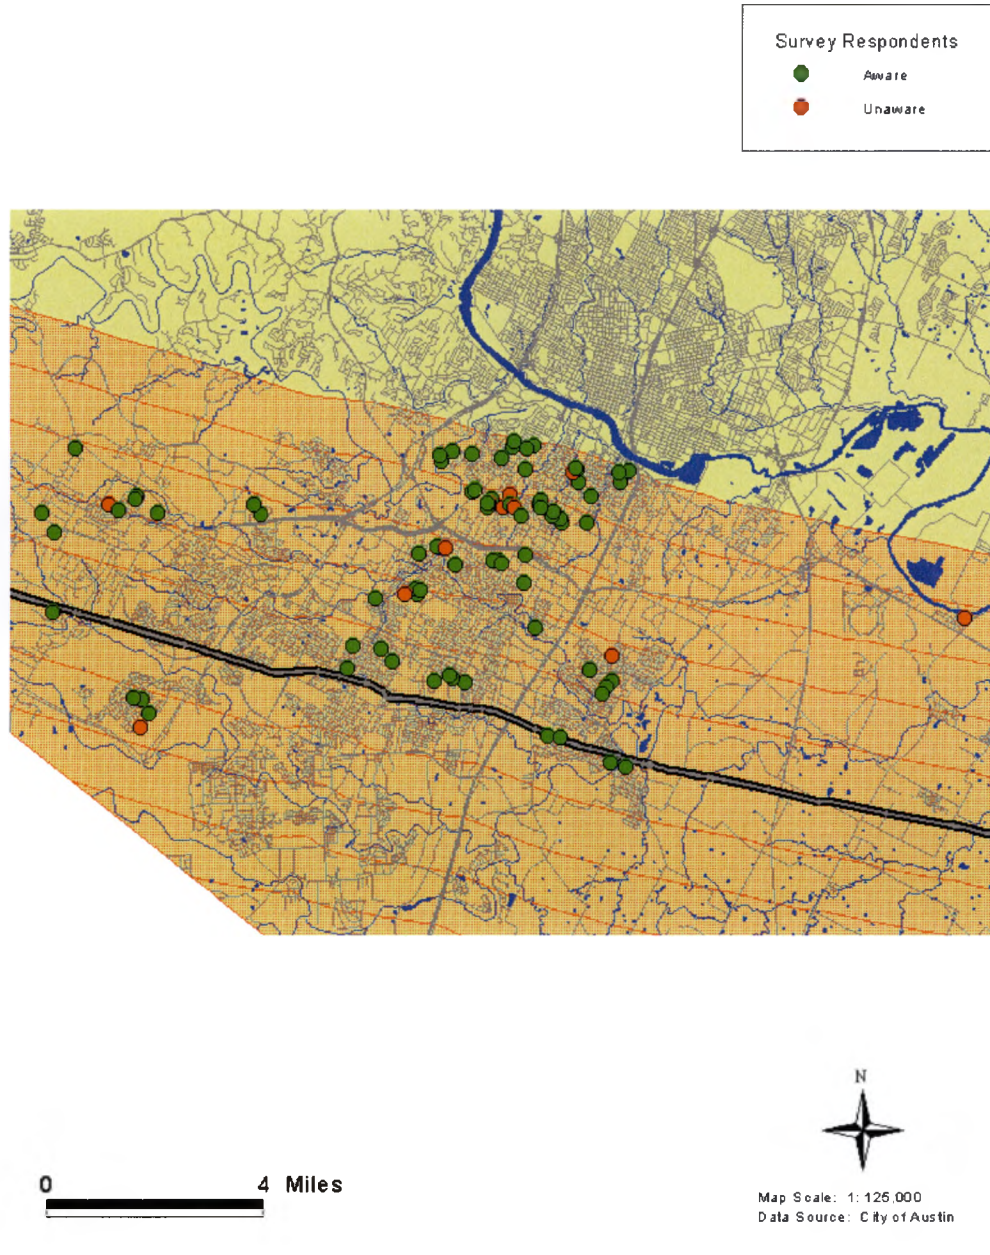 Survey Respondents
Aware
Unaware
N
0 4 Miles
Map Scale: 1:125,000
Data Source: City of Austin